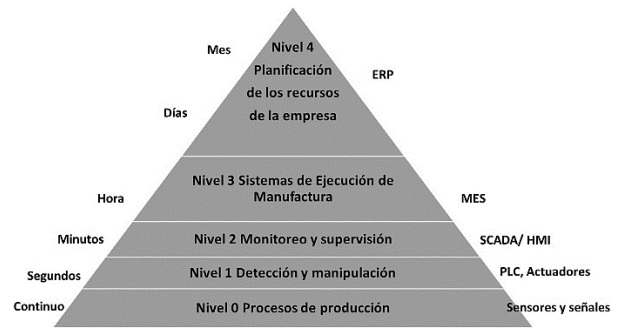 Mes
Nivel 4
Planificación
de los recursos
de la empresa
ERP
Días
Nivel 3 Sistemas de Ejecución de
Manufactura
Hora
MES
Minutos
Nivel 2 Monitoreo y supervisión
SCADA/ HMI
Segundos
Nivel 1 Detección y manipulación
PLC, Actuadores
Continuo
Nivel 0 Procesos de producción
Sensores y señales